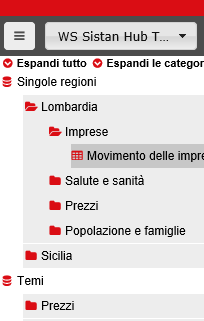 WS Sistan Hub T...
Espandi tutto Espandi le categor
Singole regioni
Lombardia
Imprese
Movimento delle impre
Salute e sanità
Prezzi
Popolazione e famiglie
Sicilia
Temi
Prezzi